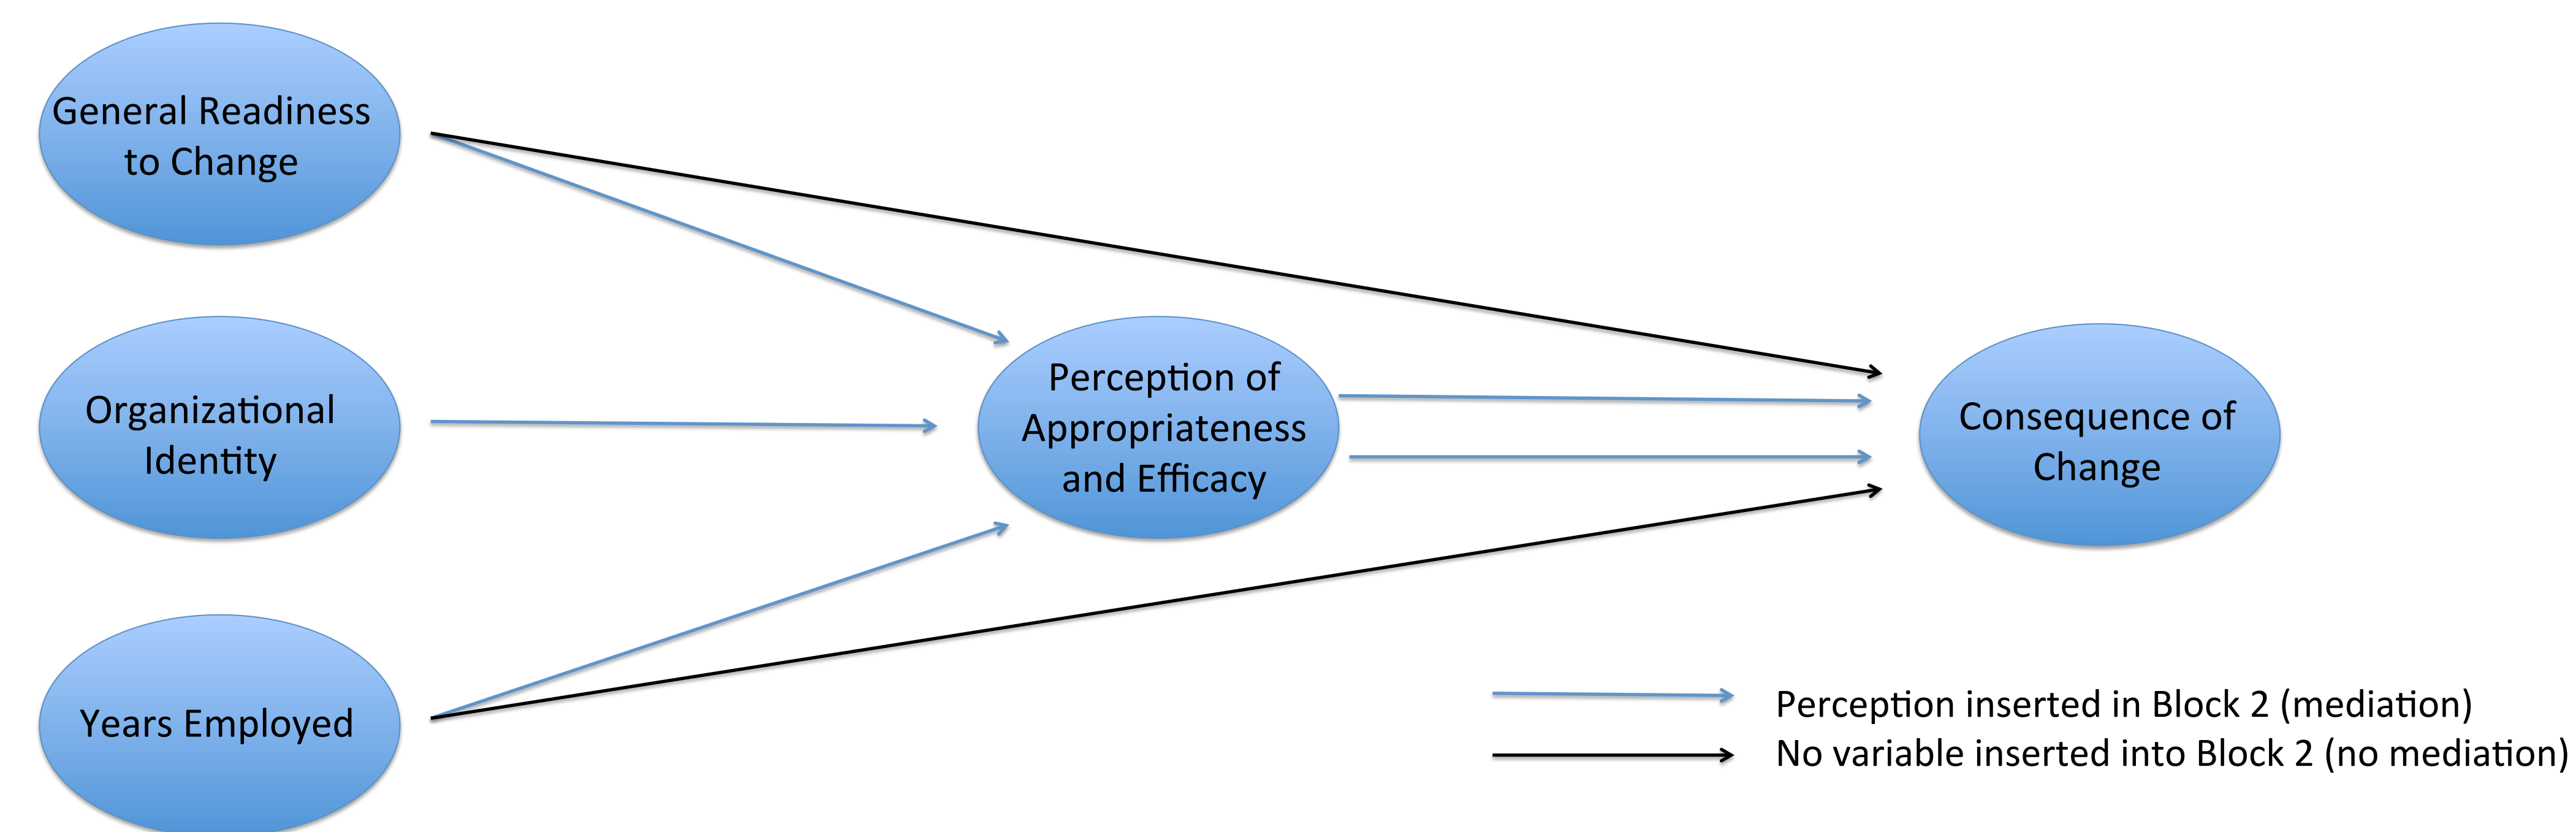 General Readiness
to Change
Organizational
Identity
Years Employed
Perception of
Appropriateness
and Efficacy
Consequence of
Change
Perception inserted in Block 2 (mediation)
No variable inserted into Block 2 (no mediation)